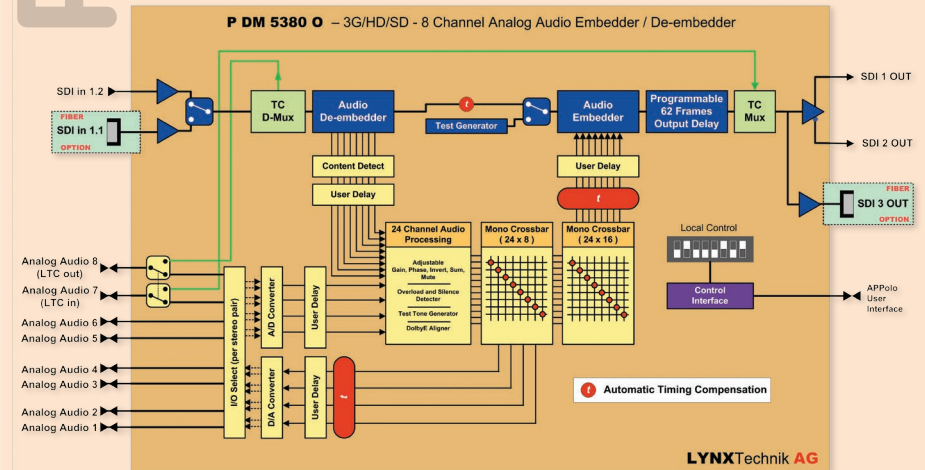 P DM 5380 O – 3G/HD/SD - 8 Channel Analog Audio Embedder / De-embedder
SDI in 1.2
FIBER
SDI in 1.1
OPTION
TC
D-Mux
Audio
De-embedder
t
Test Generator
Audio
Embedder
Programmable
62 Frames
Output Delay
TC
Mux
SDI 1 OUT
SDI 2 OUT
FIBER
SDI 3 OUT
OPTION
Content Detect
User Delay
User Delay
t
24 Channel Audio
Processing
Adjustable
Gain, Phase, Invert, Sum,
Mute
Overload and Silence
Detector
Test Tone Generator
DolbyE Aligner
Mono Crossbar
( 24 x 8 )
Mono Crossbar
( 24 x 16 )
Local Control
Control
Interface
APPolo
User
Interface
Analog Audio 8
(LTC out)
Analog Audio 7
(LTC in)
Analog Audio 6
Analog Audio 5
Analog Audio 4
Analog Audio 3
Analog Audio 2
Analog Audio 1
I/O Select (per stereo pair)
A/D Converter
User Delay
D/A Converter
User Delay
t
t Automatic Timing Compensation
LYNXTechnik AG